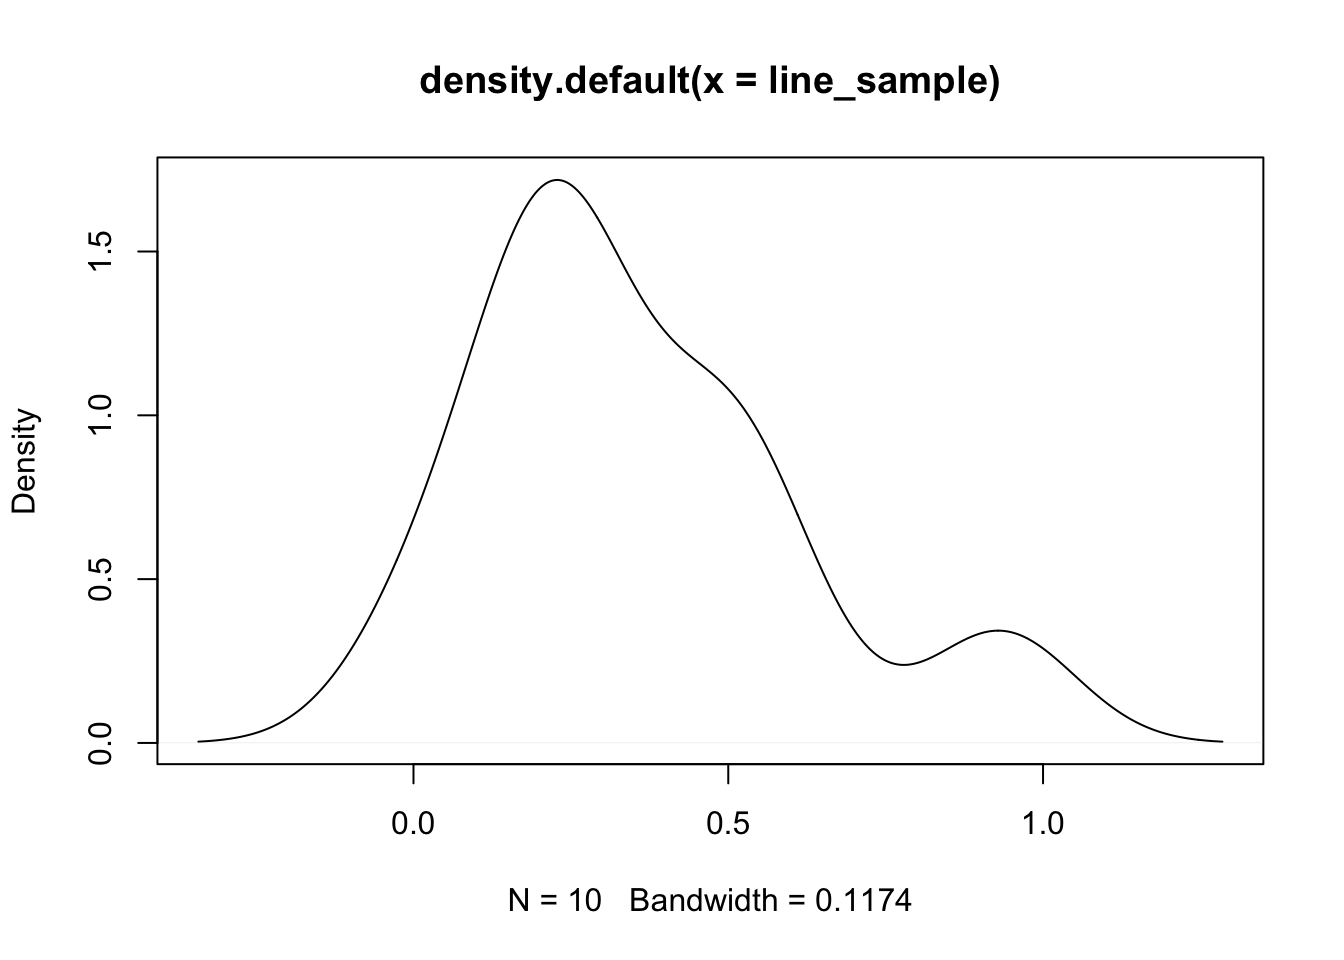 density.default(x = line_sample)
Density
1.5
1.0
0.5
0.0
0.0 0.5 1.0
N = 10 Bandwidth = 0.1174